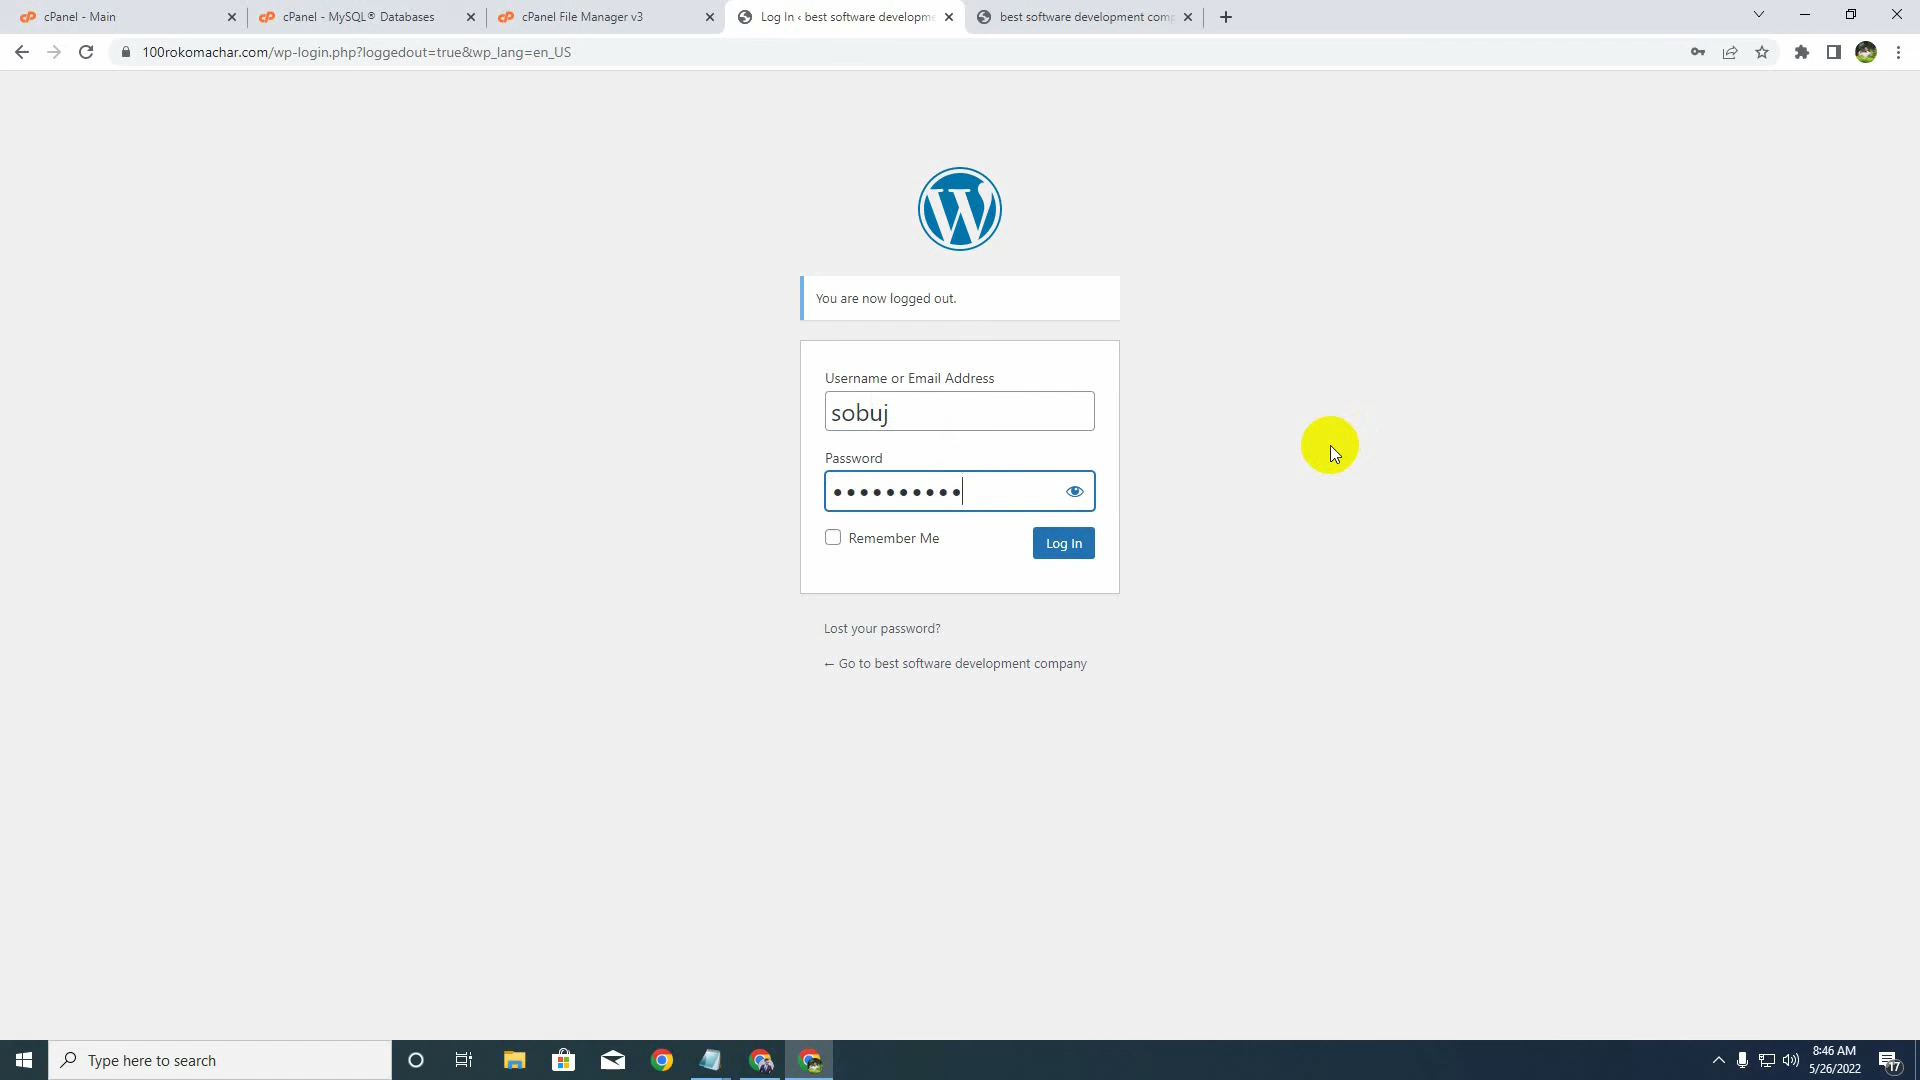 cPanel - Main
cPanel - MySQL® Databases
cPanel File Manager v3
Log In ‹ best software developme
best software development comp
100rokomachar.com/wp-login.php?loggedout=true&wp_lang=en_US
You are now logged out.
Username or Email Address
sobuj
Password
Remember Me
Log In
Lost your password?
← Go to best software development company
Type here to search
8:46 AM
5/26/2022
17